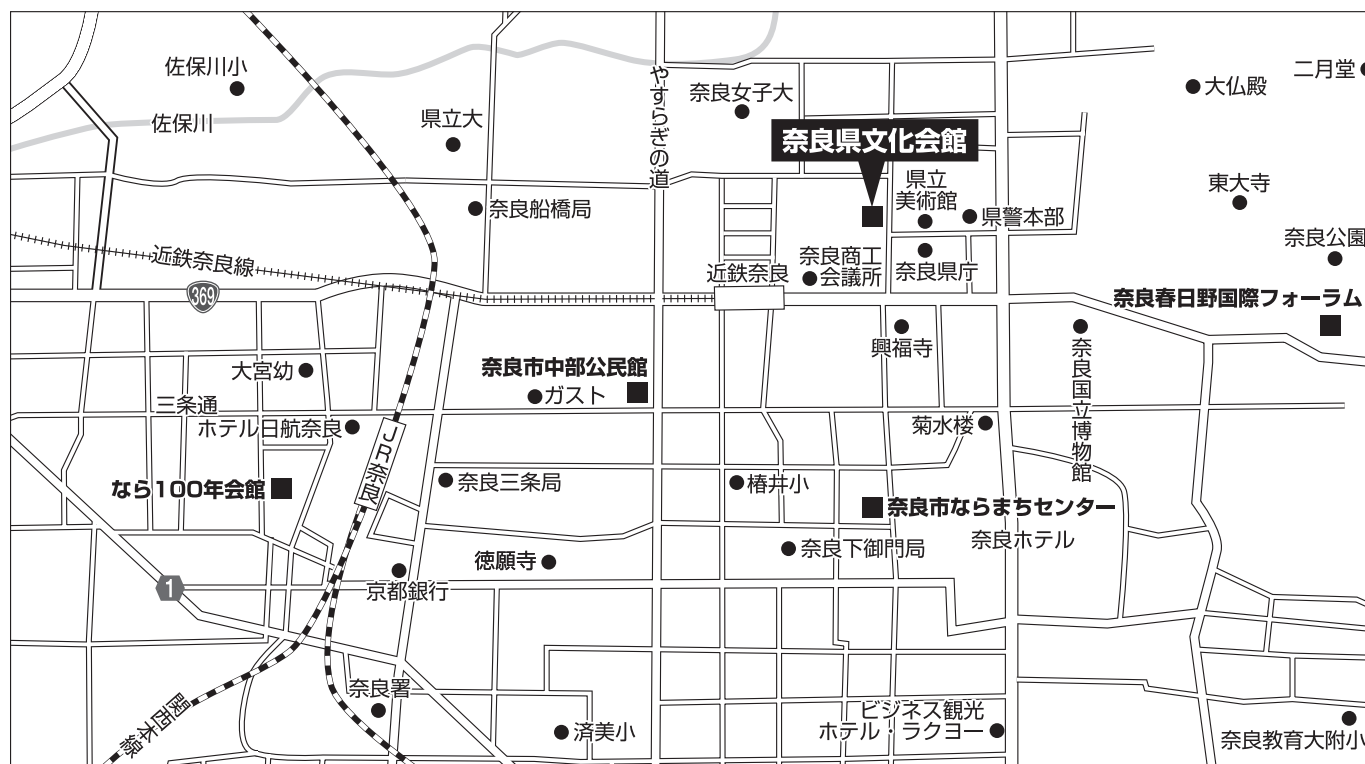 佐保川小
佐保川
県立大
やすらぎの道
奈良女子大
奈良県文化会館
大仏殿
二月堂
県立
美術館
県警本部
東大寺
奈良船橋局
奈良公園
近鉄奈良線
369
近鉄奈良
奈良商工
会議所
奈良県庁
奈良春日野国際フォーラム
興福寺
奈良国立博物館
大宮幼
奈良市中部公民館
ガスト
三条通
ホテル日航奈良
JR奈良
菊水楼
なら100年会館
奈良三条局
椿井小
奈良市ならまちセンター
奈良ホテル
徳願寺
奈良下御門局
1
京都銀行
関西本線
奈良署
済美小
ビジネス観光
ホテル・ラクヨー
奈良教育大附小